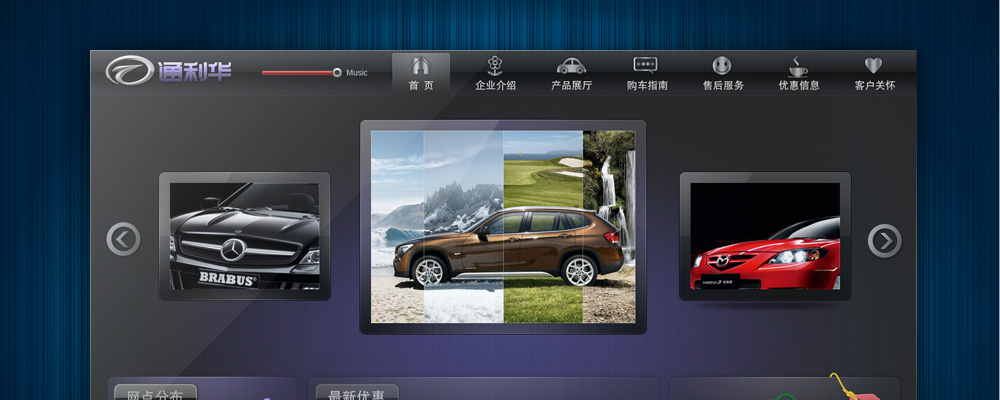 通利华
Music
首 页
企业介绍
产品展厅
购车指南
售后服务
优惠信息
客户关怀
BRABUS
网点分布
最新优惠